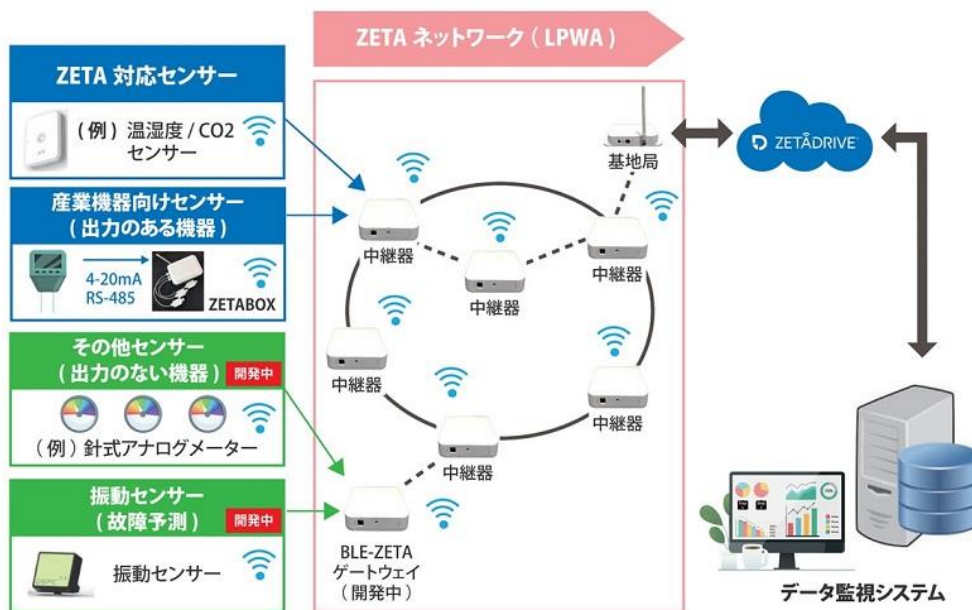 ZETA ネットワーク ( LPWA )
ZETA 対応センサー
(例) 温湿度 / CO2
センサー
産業機器向けセンサー
(出力のある機器)
4-20mA
RS-485
ZETABOX
その他センサー
(出力のない機器)
開発中
(例) 針式アナログメーター
振動センサー
(故障予測)
開発中
振動センサー
基地局
中継器
中継器
中継器
中継器
中継器
中継器
BLE-ZETA
ゲートウェイ
(開発中)
ZETADRIVE
データ監視システム